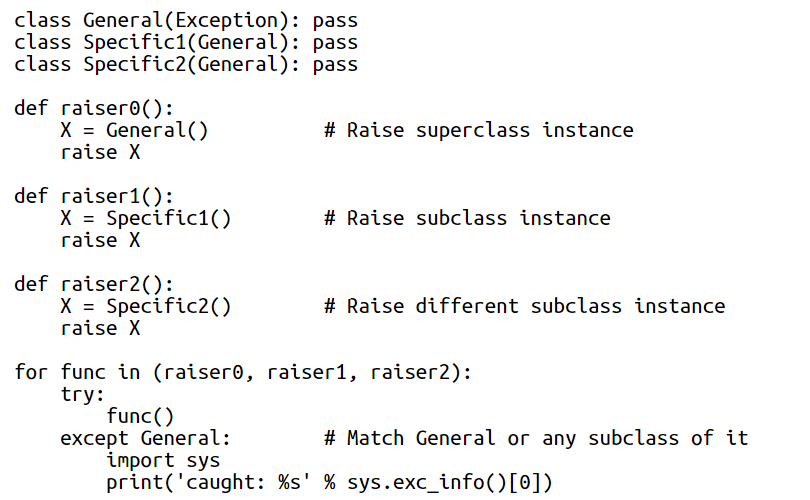 class General(Exception): pass
class Specific1(General): pass
class Specific2(General): pass

def raiser0():
    X = General()          # Raise superclass instance
    raise X

def raiser1():
    X = Specific1()        # Raise subclass instance
    raise X

def raiser2():
    X = Specific2()        # Raise different subclass instance
    raise X

for func in (raiser0, raiser1, raiser2):
    try:
        func()
    except General:        # Match General or any subclass of it
        import sys
        print('caught: %s' % sys.exc_info()[0])